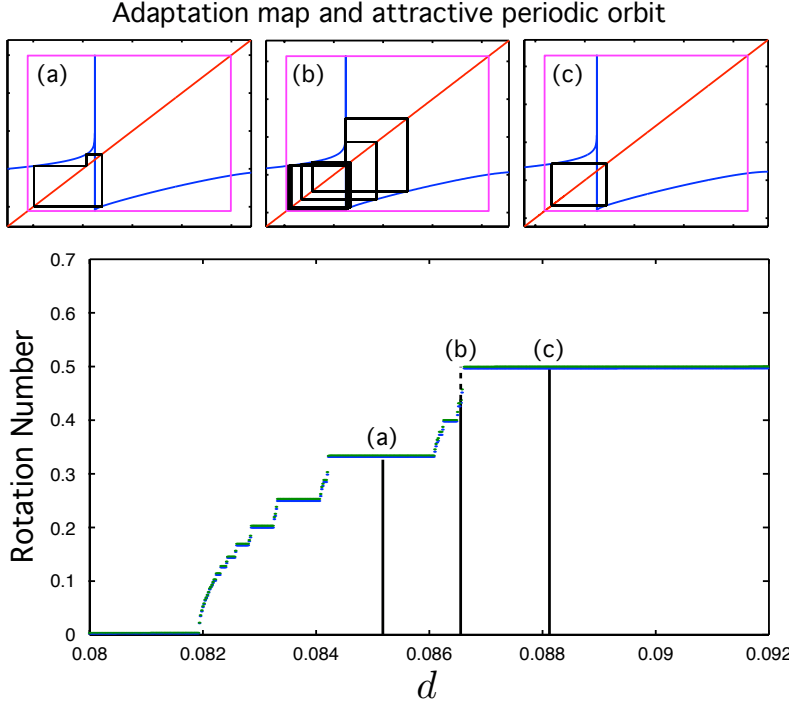 Adaptation map and attractive periodic orbit
(a)
(b)
(c)
0.7
0.6
0.5
0.4
0.3
0.2
0.1
0
Rotation Number
(a)
(b)
(c)
0.08
0.082
0.084
0.086
0.088
0.09
0.092
d